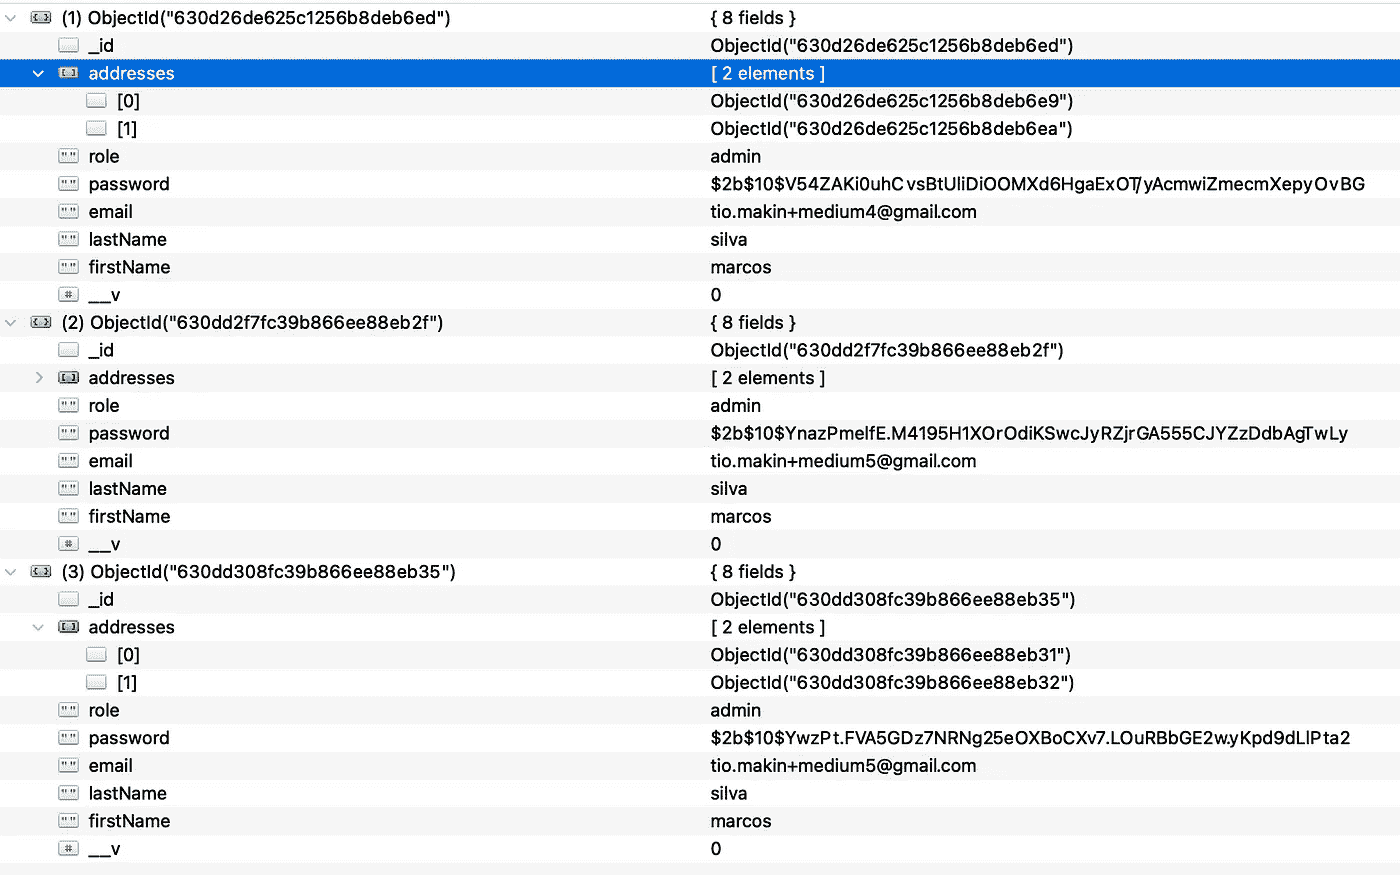 (1) ObjectId("630d26de625c1256b8deb6ed") { 8 fields }
_id ObjectId("630d26de625c1256b8deb6ed")
addresses [ 2 elements ]
[0] ObjectId("630d26de625c1256b8deb6e9")
[1] ObjectId("630d26de625c1256b8deb6ea")
role admin
password $2b$10$V54ZAKi0uhCvsBtUliDiOOMXd6HgaExOT/yAcmwiZmecmXepyOvBG
email tio.makin+medium4@gmail.com
lastName silva
firstName marcos
__v 0
(2) ObjectId("630dd2f7fc39b866ee88eb2f") { 8 fields }
_id ObjectId("630dd2f7fc39b866ee88eb2f")
addresses [ 2 elements ]
role admin
password $2b$10$YnazPmelfE.M4195H1XOrOdiKSwcJyRZjrGA555CJYZzDdbAgTwLy
email tio.makin+medium5@gmail.com
lastName silva
firstName marcos
__v 0
(3) ObjectId("630dd308fc39b866ee88eb35") { 8 fields }
_id ObjectId("630dd308fc39b866ee88eb35")
addresses [ 2 elements ]
[0] ObjectId("630dd308fc39b866ee88eb31")
[1] ObjectId("630dd308fc39b866ee88eb32")
role admin
password $2b$10$YwzPt.FVA5GDz7NRNg25eOXBoCXv7.LOuRBbGE2w.yKpd9dLlPta2
email tio.makin+medium5@gmail.com
lastName silva
firstName marcos
__v 0